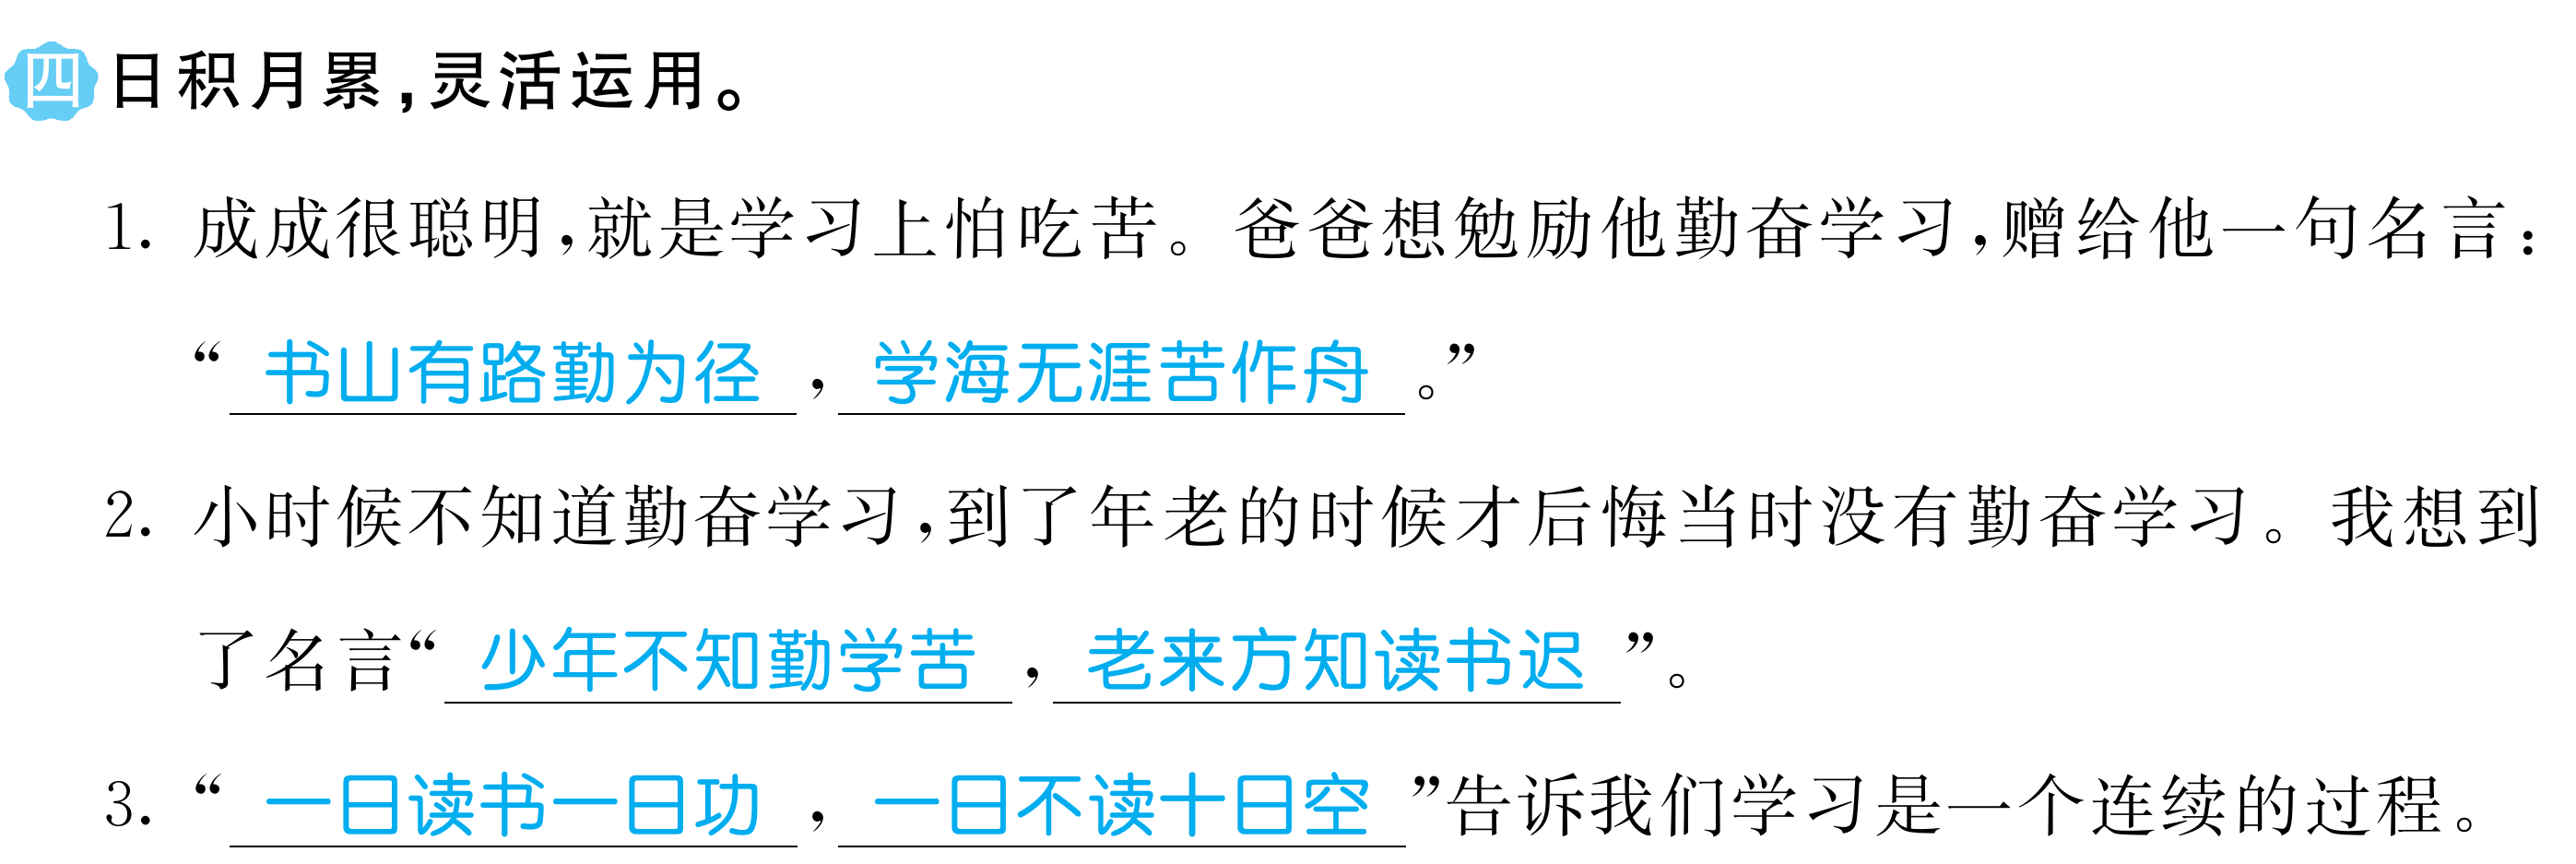 四 日积月累,灵活运用。
1. 成成很聪明,就是学习上怕吃苦。爸爸想勉励他勤奋学习,赠给他一句名言:
“ 书山有路勤为径 , 学海无涯苦作舟 。”
2. 小时候不知道勤奋学习,到了年老的时候才后悔当时没有勤奋学习。我想到
了名言“ 少年不知勤学苦 , 老来方知读书迟 ”。
3. “ 一日读书一日功 , 一日不读十日空 ”告诉我们学习是一个连续的过程。